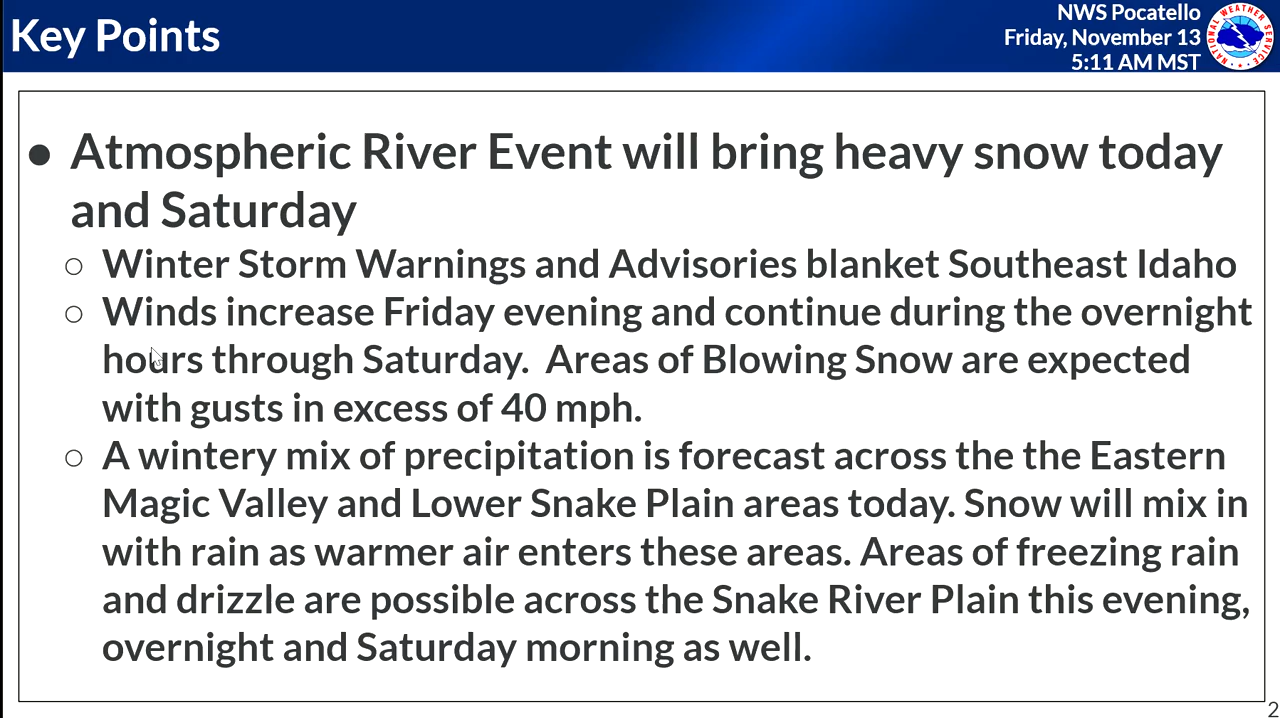 Key Points
NWS Pocatello
Friday, November 13
5:11 AM MST
NATIONAL WEATHER SERVICE
● Atmospheric River Event will bring heavy snow today
and Saturday
○ Winter Storm Warnings and Advisories blanket Southeast Idaho
○ Winds increase Friday evening and continue during the overnight
hours through Saturday.  Areas of Blowing Snow are expected
with gusts in excess of 40 mph.
○ A wintery mix of precipitation is forecast across the the Eastern
Magic Valley and Lower Snake Plain areas today. Snow will mix in
with rain as warmer air enters these areas. Areas of freezing rain
and drizzle are possible across the Snake River Plain this evening,
overnight and Saturday morning as well.
2